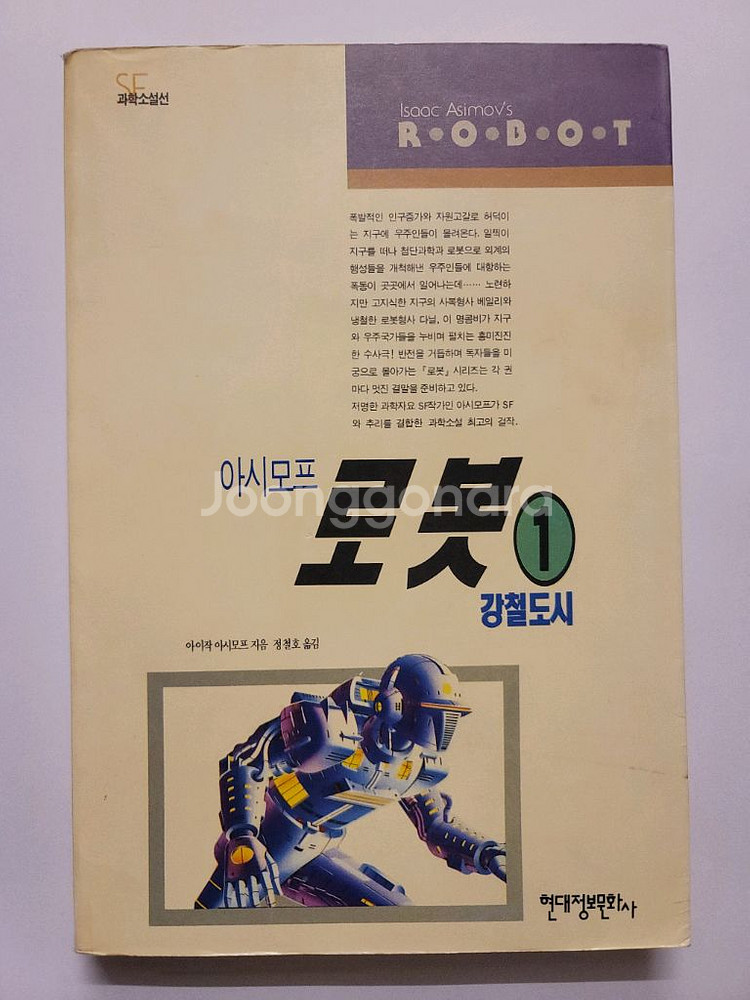 SF
과학소설선
Isaac Asimov's
R•O•B•O•T
폭발적인 인구증가와 자원고갈로 허덕이
는 지구에 우주인들이 몰려온다. 일찍이
지구를 떠나 첨단과학과 로봇으로 외계의
행성들을 개척해낸 우주인들에 대항하는
폭동이 곳곳에서 일어나는데…… 노련하
지만 고지식한 지구의 사복형사 베일리와
냉철한 로봇형사 다닐, 이 명콤비가 지구
와 우주국가들을 누비며 펼치는 흥미진진
한 수사극! 반전을 거듭하며 독자들을 미
궁으로 몰아가는 「로봇」 시리즈는 각 권
마다 멋진 결말을 준비하고 있다.
저명한 과학자요 SF작가인 아시모프가 SF
와 추리를 결합한 과학소설 최고의 걸작.
아시모프 로봇 1
Joonggonara
강철도시
아이작 아시모프 지음 정철호 옮김
현대정보문화사